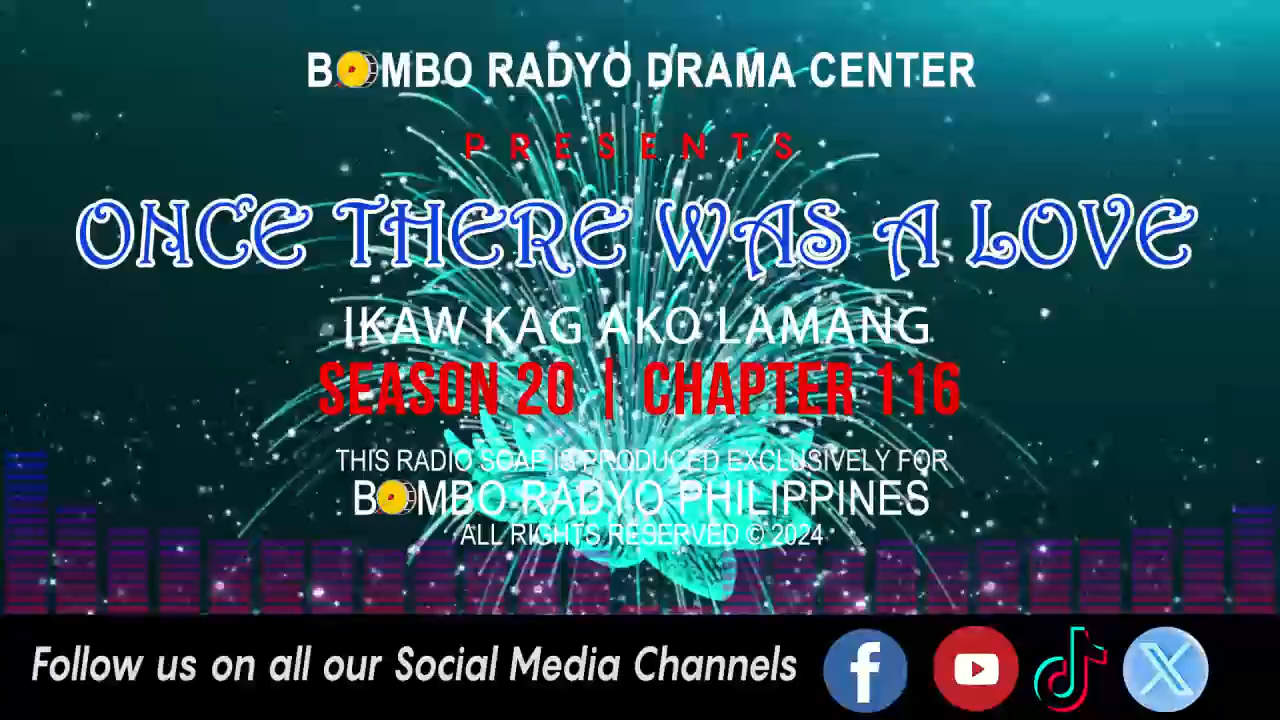 BOMBO RADYO DRAMA CENTER
PRESENTS
ONCE THERE WAS A LOVE
IKAW KAG AKO LAMANG
SEASON 20 | CHAPTER 116
THIS RADIO SOAP IS PRODUCED EXCLUSIVELY FOR
BOMBO RADYO PHILIPPINES
ALL RIGHTS RESERVED © 2024
Follow us on all our Social Media Channels